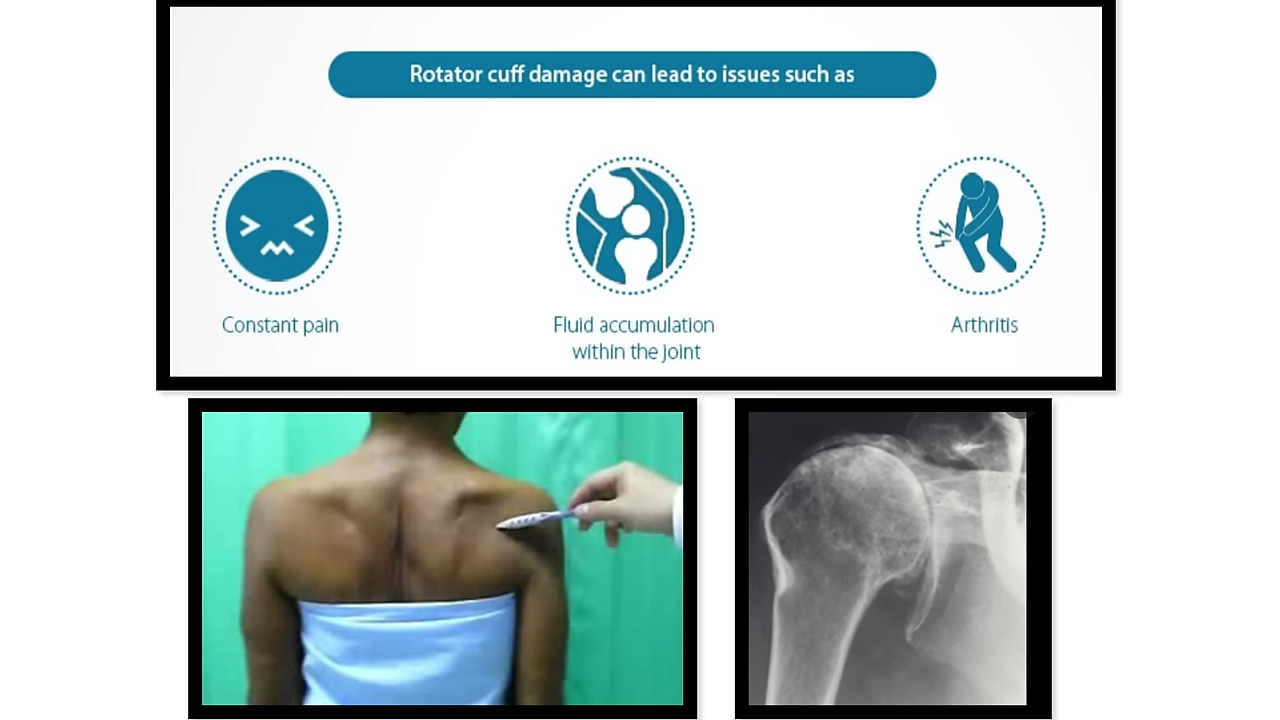 Rotator cuff damage can lead to issues such as
Constant pain
Fluid accumulation
within the joint
Arthritis